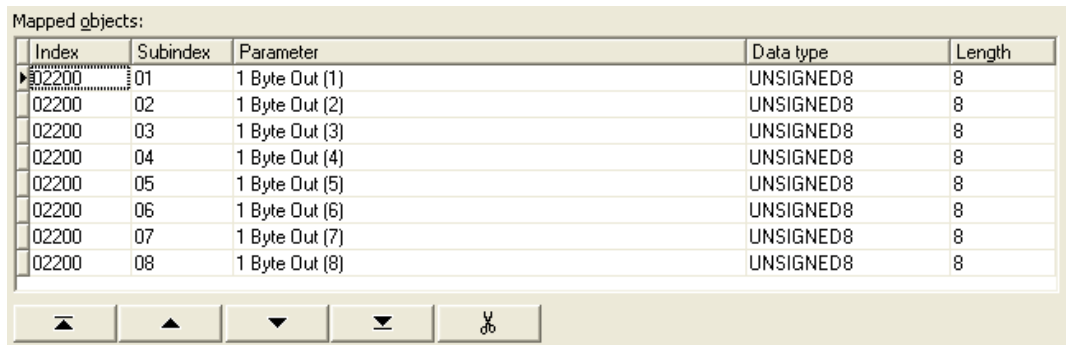 Mapped objects:
Index Subindex Parameter Data type Length
02200 01 1 Byte Out (1) UNSIGNED8 8
02200 02 1 Byte Out (2) UNSIGNED8 8
02200 03 1 Byte Out (3) UNSIGNED8 8
02200 04 1 Byte Out (4) UNSIGNED8 8
02200 05 1 Byte Out (5) UNSIGNED8 8
02200 06 1 Byte Out (6) UNSIGNED8 8
02200 07 1 Byte Out (7) UNSIGNED8 8
02200 08 1 Byte Out (8) UNSIGNED8 8